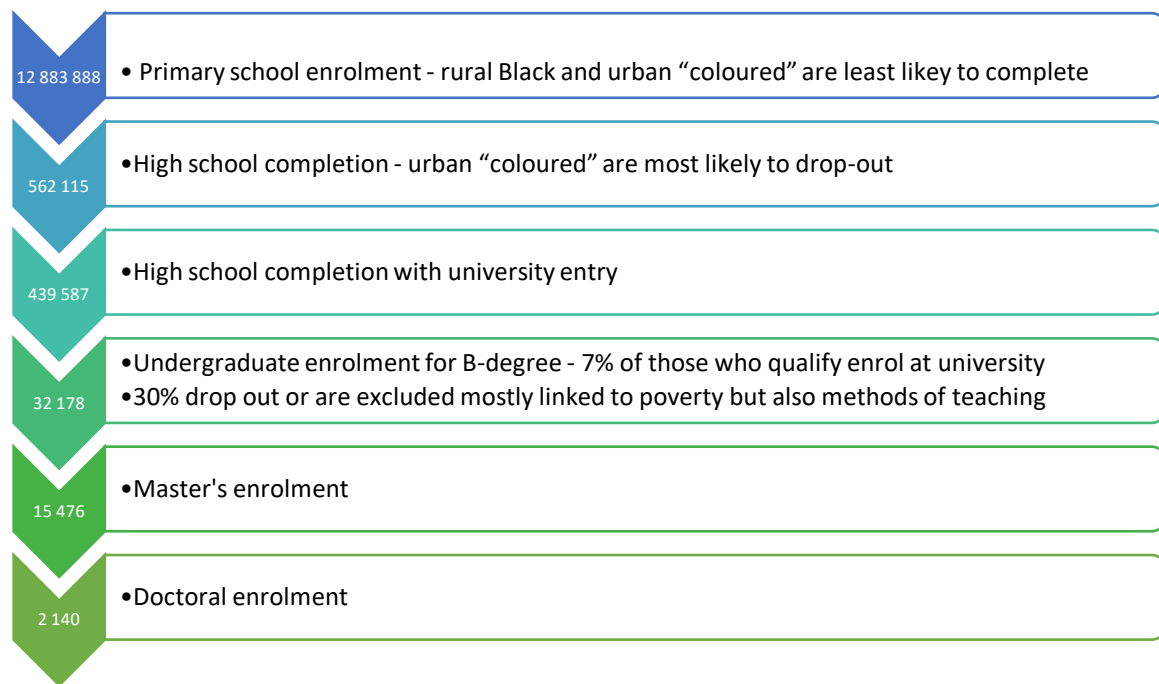 12 883 888
• Primary school enrolment - rural Black and urban “coloured” are least likey to complete
562 115
•High school completion - urban “coloured” are most likely to drop-out
439 587
•High school completion with university entry
32 178
•Undergraduate enrolment for B-degree - 7% of those who qualify enrol at university
•30% drop out or are excluded mostly linked to poverty but also methods of teaching
15 476
•Master's enrolment
2 140
•Doctoral enrolment